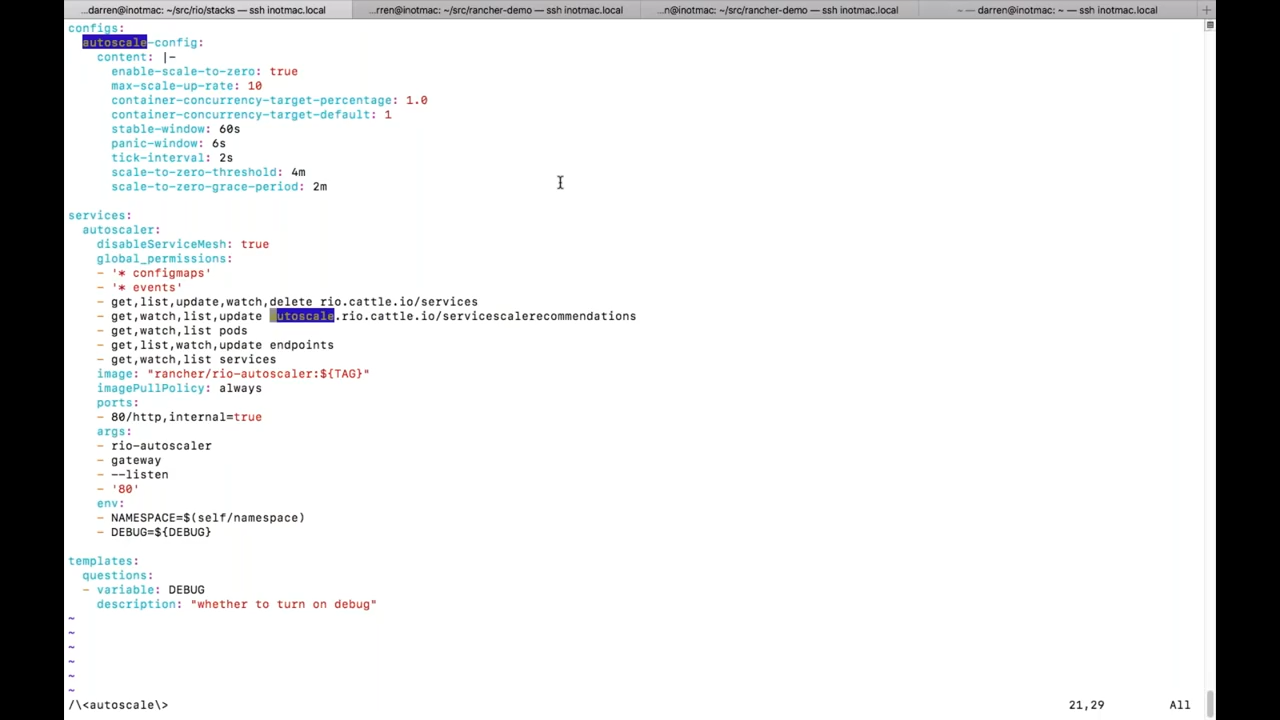 ...darren@inotmac: ~/src/rio/stacks — ssh inotmac.local
...rren@inotmac: ~/src/rancher-demo — ssh inotmac.local
...n@inotmac: ~/src/rancher-demo — ssh inotmac.local
~ — darren@inotmac: ~ — ssh inotmac.local
+
configs:
  autoscale-config:
    content: |-
      enable-scale-to-zero: true
      max-scale-up-rate: 10
      container-concurrency-target-percentage: 1.0
      container-concurrency-target-default: 1
      stable-window: 60s
      panic-window: 6s
      tick-interval: 2s
      scale-to-zero-threshold: 4m
      scale-to-zero-grace-period: 2m

services:
  autoscaler:
    disableServiceMesh: true
    global_permissions:
    - '* configmaps'
    - '* events'
    - get,list,update,watch,delete rio.cattle.io/services
    - get,watch,list,update autoscale.rio.cattle.io/servicescalerecommendations
    - get,watch,list pods
    - get,list,watch,update endpoints
    - get,watch,list services
    image: "rancher/rio-autoscaler:${TAG}"
    imagePullPolicy: always
    ports:
    - 80/http,internal=true
    args:
    - rio-autoscaler
    - gateway
    - --listen
    - '80'
    env:
    - NAMESPACE=$(self/namespace)
    - DEBUG=${DEBUG}

templates:
  questions:
  - variable: DEBUG
    description: "whether to turn on debug"
~
~
~
~
~
~
/\<autoscale\> 21,29 All